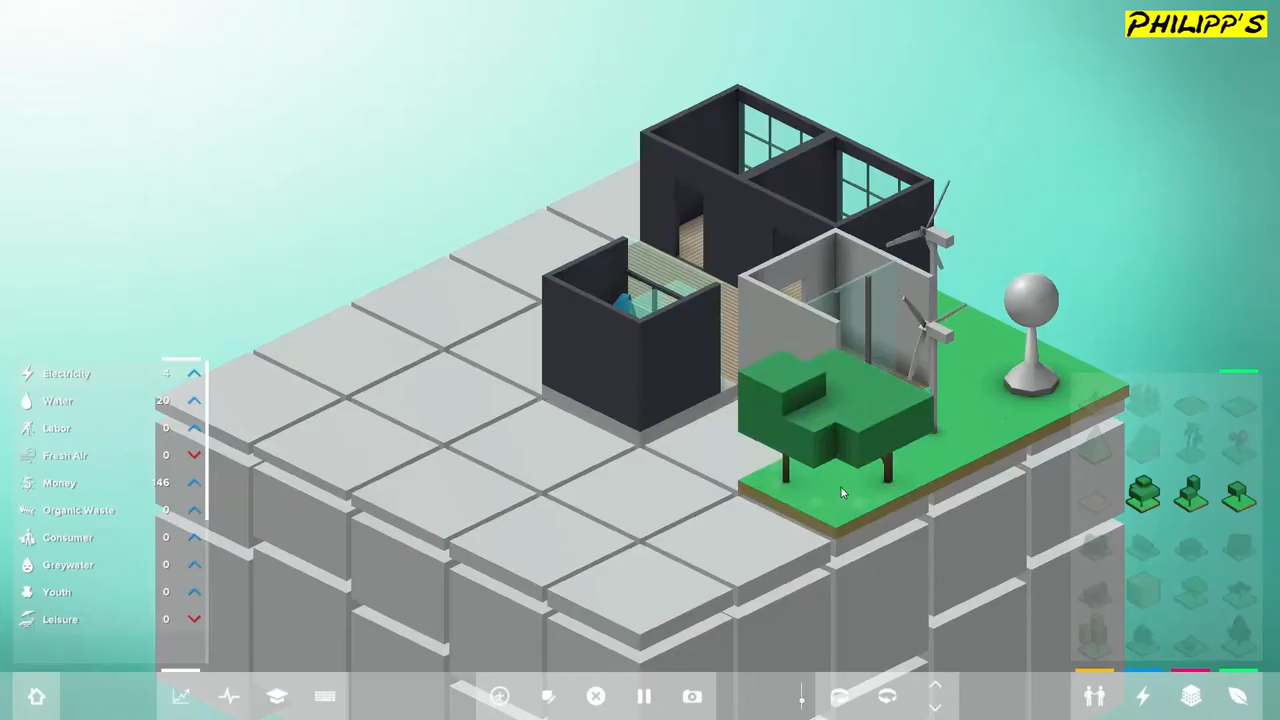 PHILIPP'S
Electricity 4
Water 20
Labor 0
Fresh Air 0
Money 146
Organic Waste 0
Consumer 0
Greywater 0
Youth 0
Leisure 0